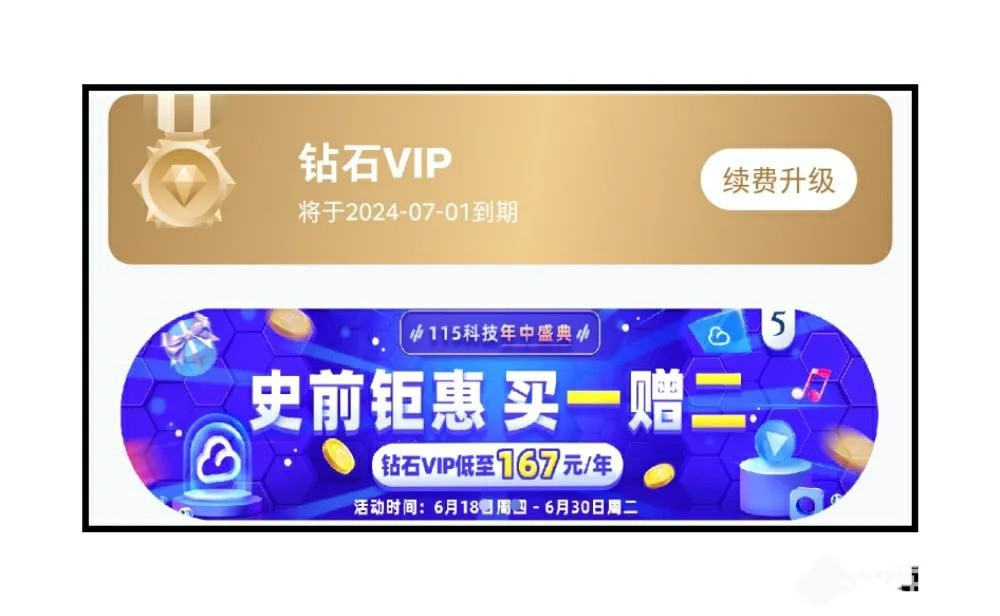 钻石VIP
将于2024-07-01到期
续费升级
115科技年中盛典
5
史前钜惠 买一赠二
钻石VIP低至167元/年
活动时间：6月18日周四 - 6月30日周二